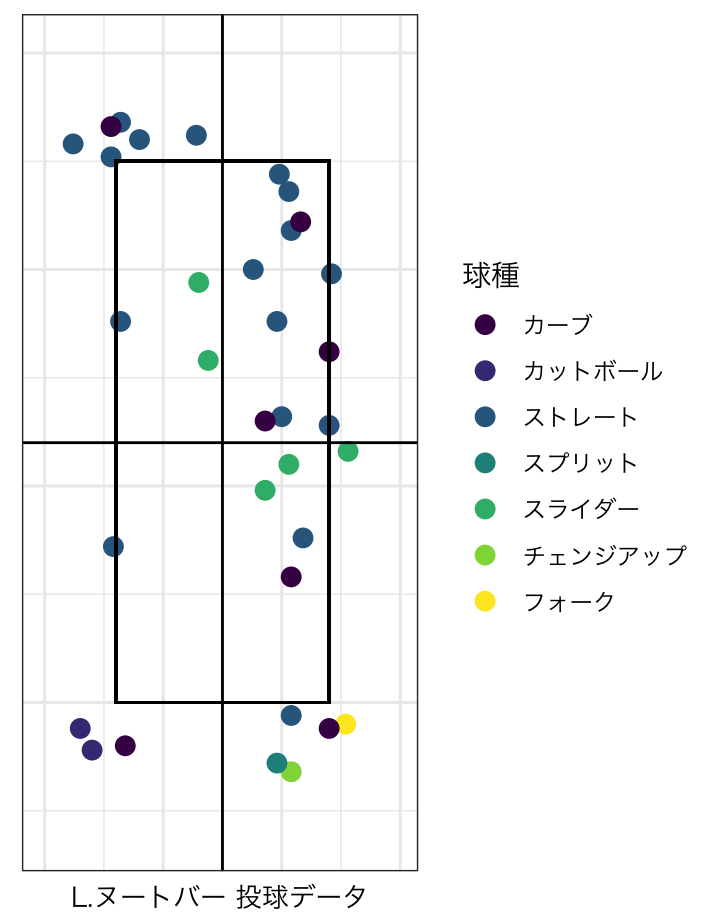 球種
カーブ
カットボール
ストレート
スプリット
スライダー
チェンジアップ
フォーク
L.ヌートバー 投球データ